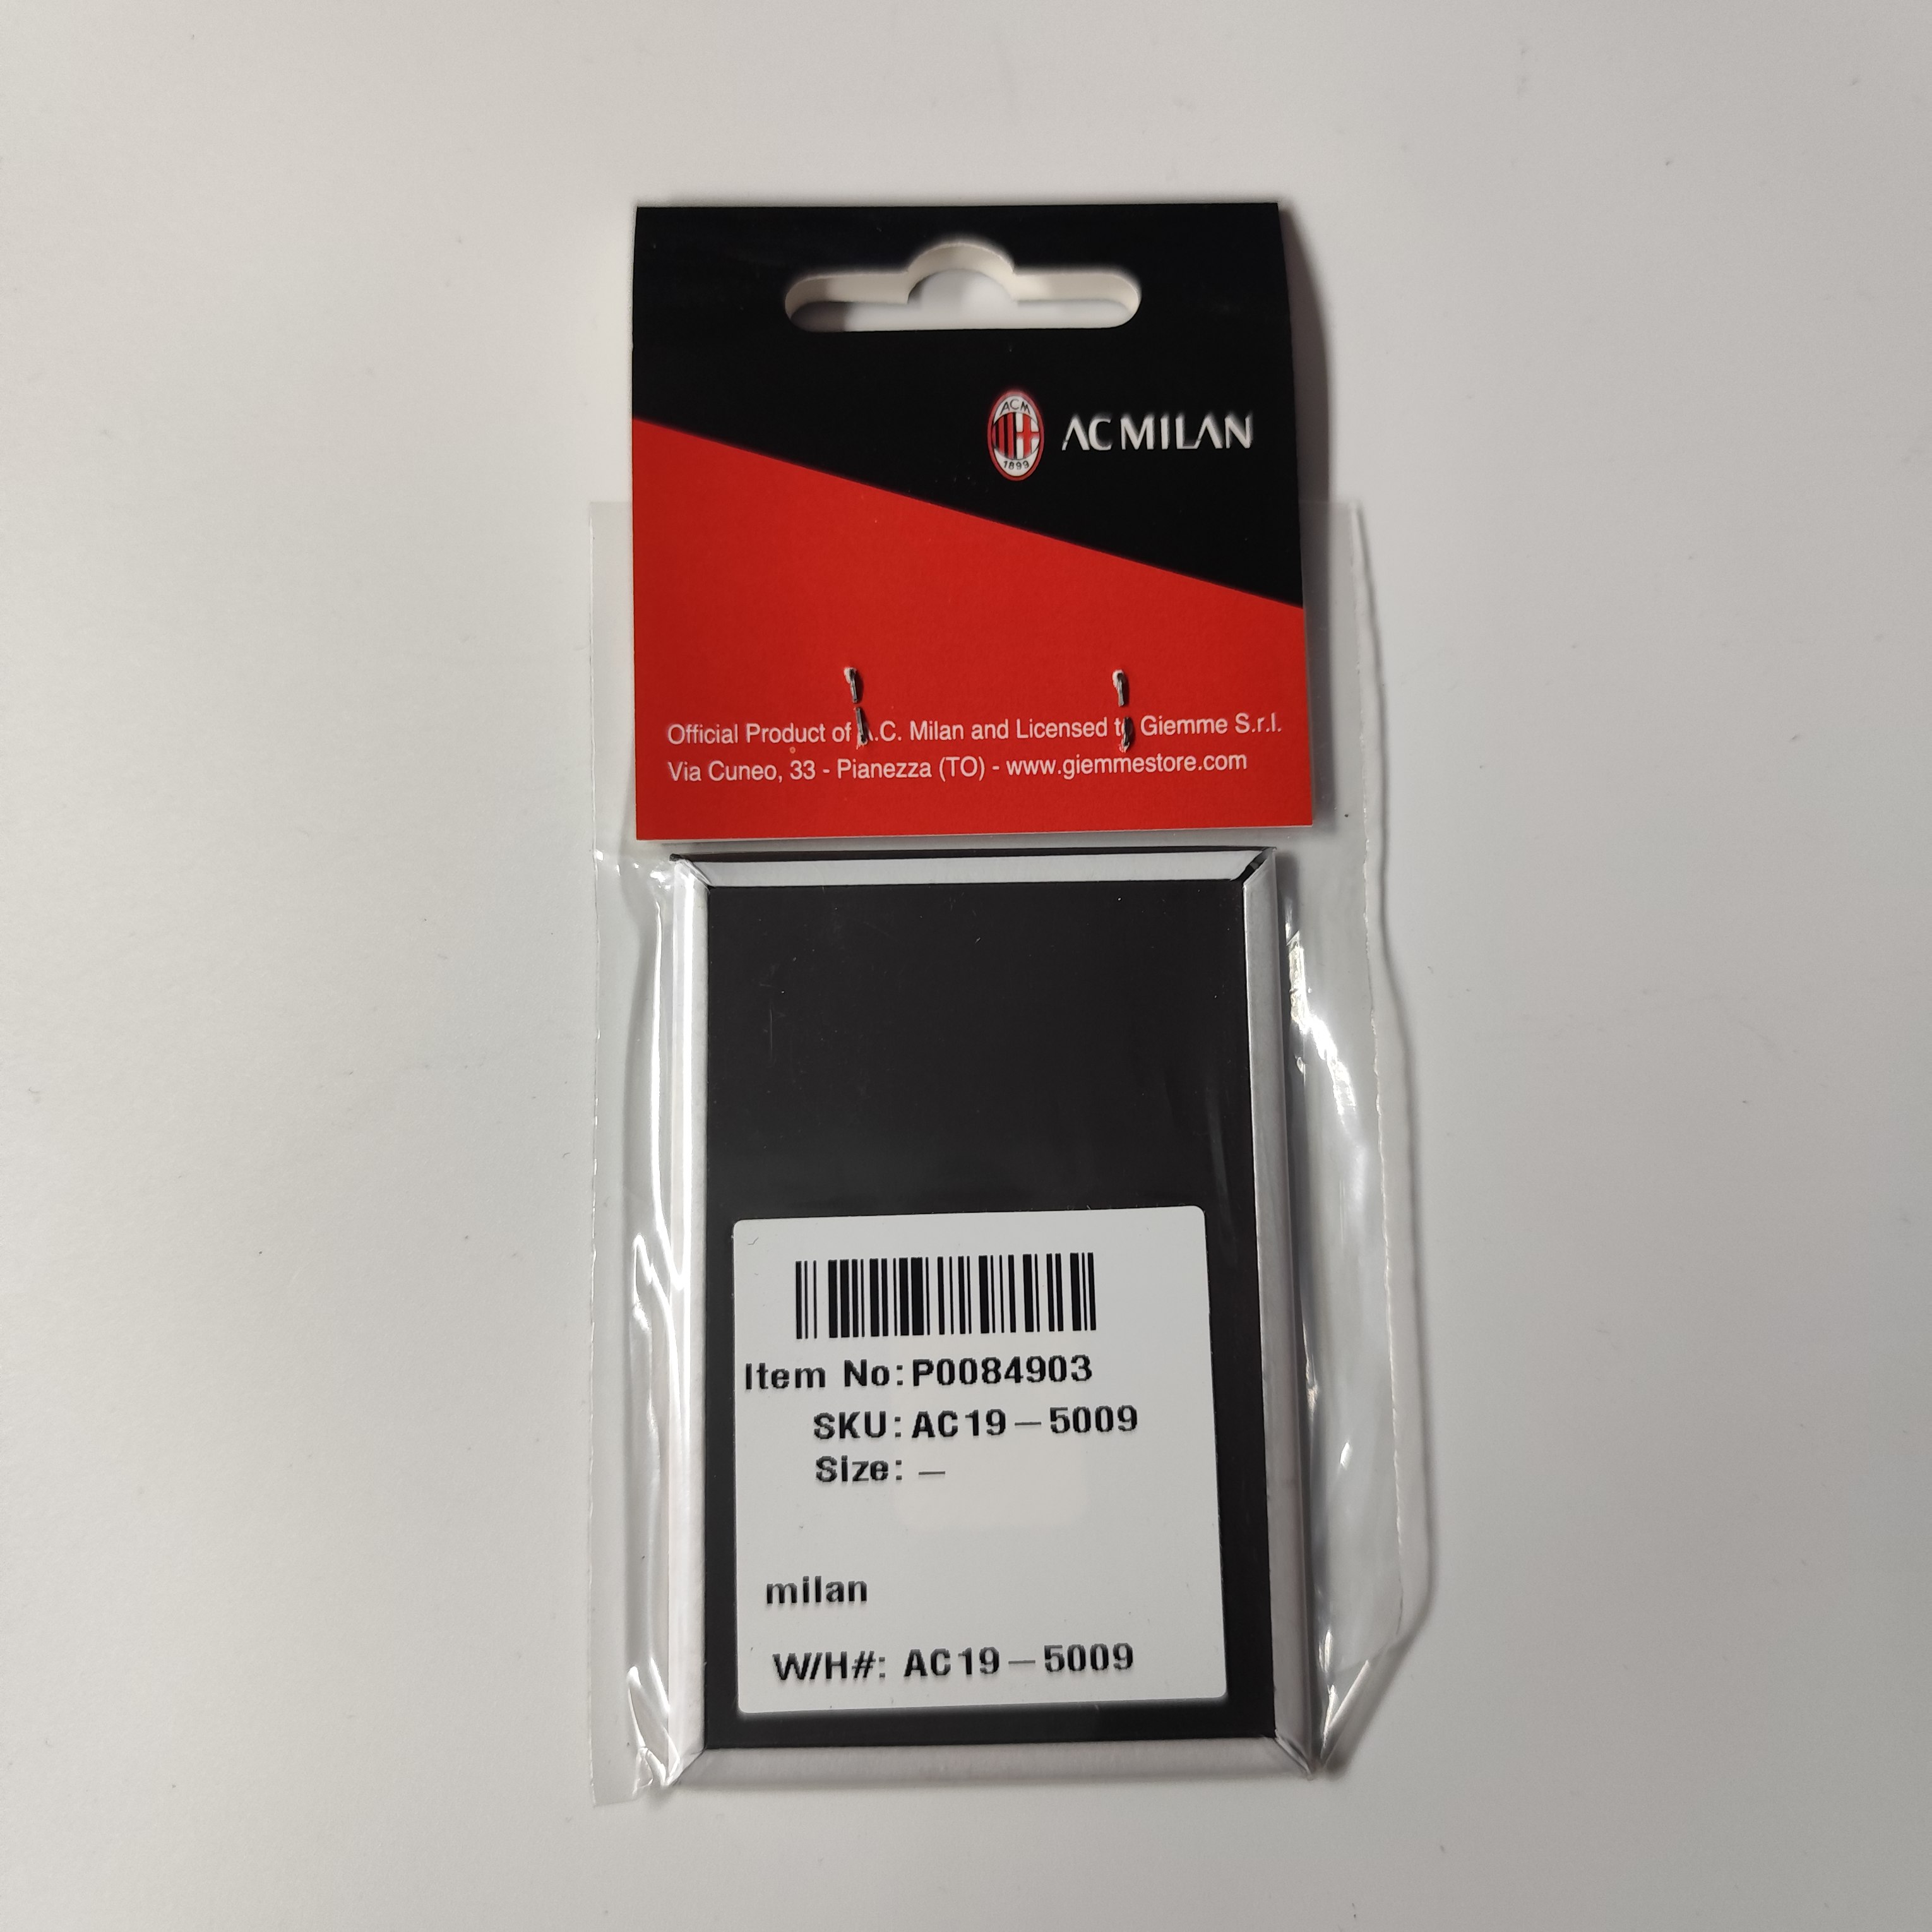 ACM
1899
AC MILAN
Official Product of A.C. Milan and Licensed to Giemme S.r.l.
Via Cuneo, 33 - Pianezza (TO) - www.giemmestore.com
Item No:P0084903
SKU:AC19-5009
Size: -
milan
W/H#: AC19-5009